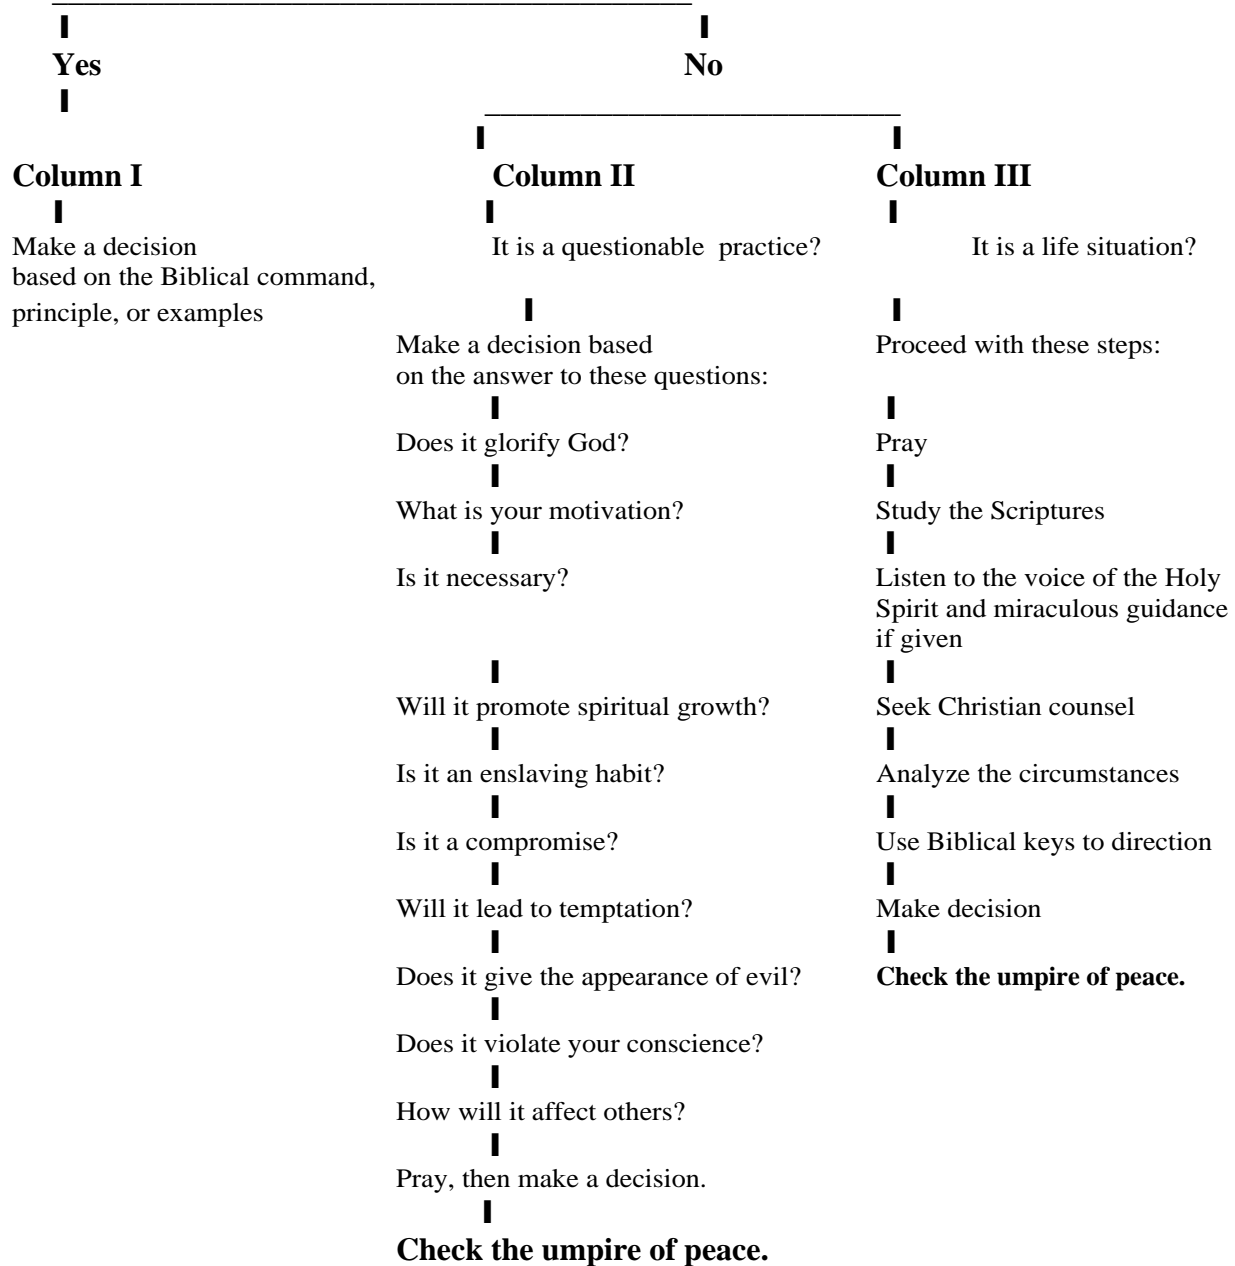 Yes
No
Column I
Column II
Column III
Make a decision
based on the Biblical command,
principle, or examples
It is a questionable practice?
It is a life situation?
Make a decision based
on the answer to these questions:
Proceed with these steps:
Does it glorify God?
Pray
What is your motivation?
Study the Scriptures
Is it necessary?
Listen to the voice of the Holy
Spirit and miraculous guidance
if given
Will it promote spiritual growth?
Seek Christian counsel
Is it an enslaving habit?
Analyze the circumstances
Is it a compromise?
Use Biblical keys to direction
Will it lead to temptation?
Make decision
Does it give the appearance of evil?
Check the umpire of peace.
Does it violate your conscience?
How will it affect others?
Pray, then make a decision.
Check the umpire of peace.